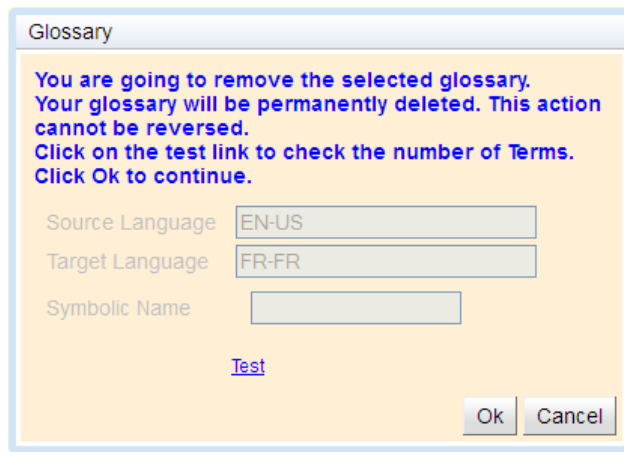 Glossary
You are going to remove the selected glossary.
Your glossary will be permanently deleted. This action
cannot be reversed.
Click on the test link to check the number of Terms.
Click Ok to continue.
Source Language EN-US
Target Language FR-FR
Symbolic Name
Test
Ok Cancel